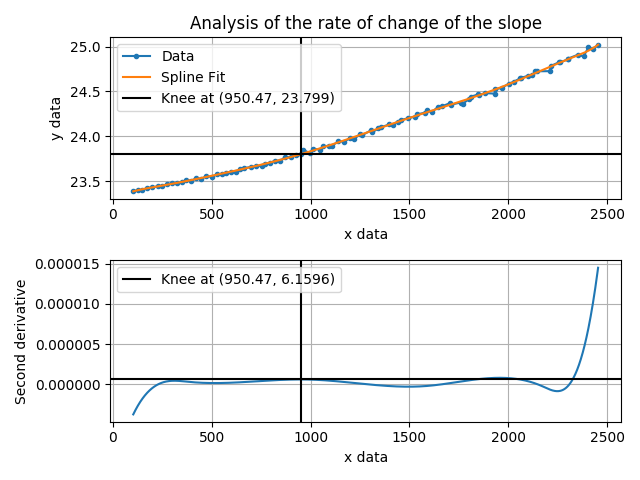 Analysis of the rate of change of the slope
25.0
24.5
24.0
23.5
y data
Data
Spline Fit
Knee at (950.47, 23.799)
0 500 1000 1500 2000 2500
x data
0.000015
0.000010
0.000005
0.000000
Second derivative
Knee at (950.47, 6.1596)
0 500 1000 1500 2000 2500
x data